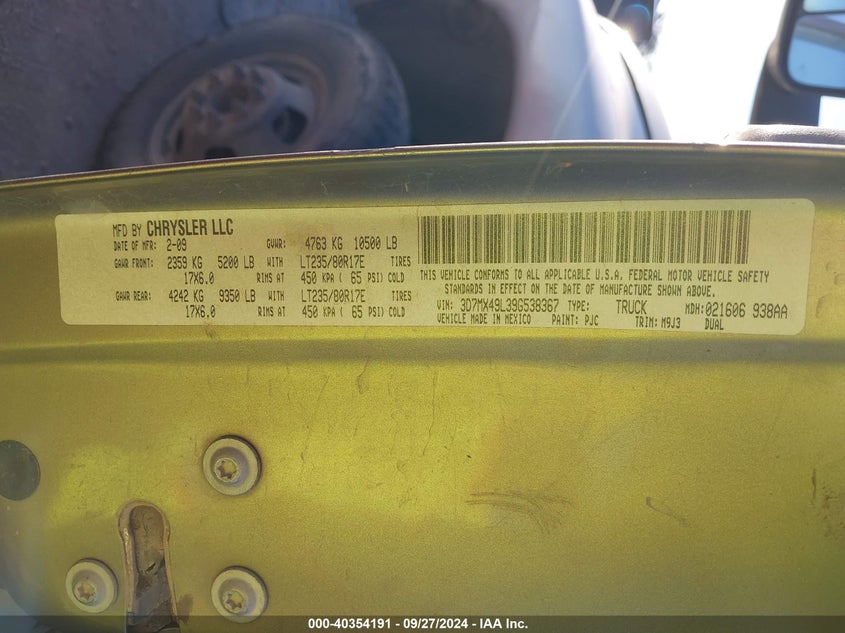 MFD BY CHRYSLER LLC
DATE OF MFR: 2-09 GVWR: 4763 KG 10500 LB
GAWR FRONT: 2359 KG 5200 LB WITH LT235/80R17E TIRES
17X6.0 RIMS AT 450 KPA ( 65 PSI) COLD
GAWR REAR: 4242 KG 9350 LB WITH LT235/80R17E TIRES
17X6.0 RIMS AT 450 KPA ( 65 PSI) COLD
THIS VEHICLE CONFORMS TO ALL APPLICABLE U.S.A. FEDERAL MOTOR VEHICLE SAFETY
STANDARDS IN EFFECT ON THE DATE OF MANUFACTURE SHOWN ABOVE.
VIN: 3D7MX49L39G538367 TYPE: TRUCK MDH: 021606 938AA
VEHICLE MADE IN MEXICO PAINT: PJC TRIM: M9J3 DUAL
000-40354191 - 09/27/2024 - IAA Inc.